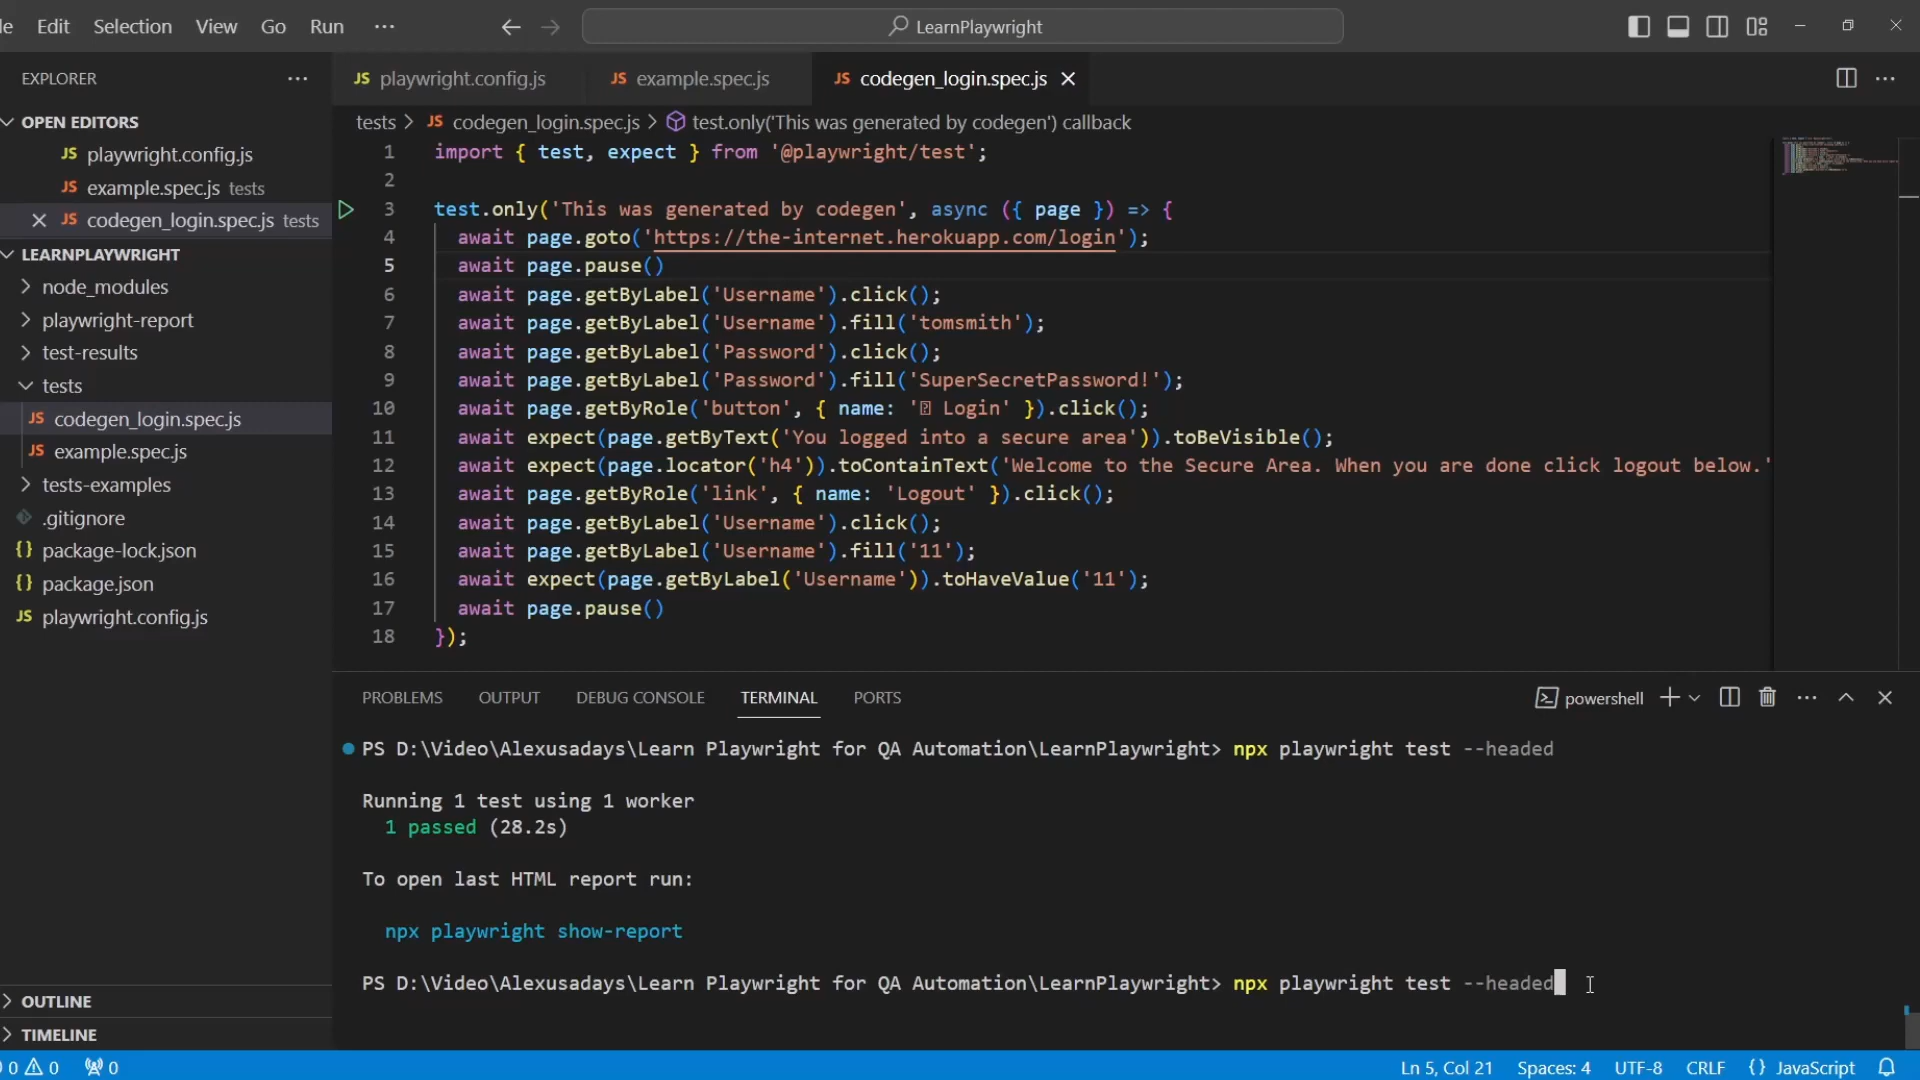 le Edit Selection View Go Run ··· LearnPlaywright
EXPLORER ···
playwright.config.js example.spec.js codegen_login.spec.js
OPEN EDITORS
JS playwright.config.js
JS example.spec.js tests
JS codegen_login.spec.js tests
LEARNPLAYWRIGHT
node_modules
playwright-report
test-results
tests
JS codegen_login.spec.js
JS example.spec.js
tests-examples
.gitignore
{} package-lock.json
{} package.json
JS playwright.config.js
OUTLINE
TIMELINE
tests > JS codegen_login.spec.js > test.only('This was generated by codegen') callback
1 import { test, expect } from '@playwright/test';
2
3 test.only('This was generated by codegen', async ({ page }) => {
4 await page.goto('https://the-internet.herokuapp.com/login');
5 await page.pause()
6 await page.getByLabel('Username').click();
7 await page.getByLabel('Username').fill('tomsmith');
8 await page.getByLabel('Password').click();
9 await page.getByLabel('Password').fill('SuperSecretPassword!');
10 await page.getByRole('button', { name: ' Login' }).click();
11 await expect(page.getByText('You logged into a secure area')).toBeVisible();
12 await expect(page.locator('h4')).toContainText('Welcome to the Secure Area. When you are done click logout below.'
13 await page.getByRole('link', { name: 'Logout' }).click();
14 await page.getByLabel('Username').click();
15 await page.getByLabel('Username').fill('11');
16 await expect(page.getByLabel('Username')).toHaveValue('11');
17 await page.pause()
18 });
PROBLEMS OUTPUT DEBUG CONSOLE TERMINAL PORTS powershell
PS D:\Video\Alexusadays\Learn Playwright for QA Automation\LearnPlaywright> npx playwright test --headed
Running 1 test using 1 worker
1 passed (28.2s)
To open last HTML report run:
npx playwright show-report
PS D:\Video\Alexusadays\Learn Playwright for QA Automation\LearnPlaywright> npx playwright test --headed
0 0 0 Ln 5, Col 21 Spaces: 4 UTF-8 CRLF {} JavaScript